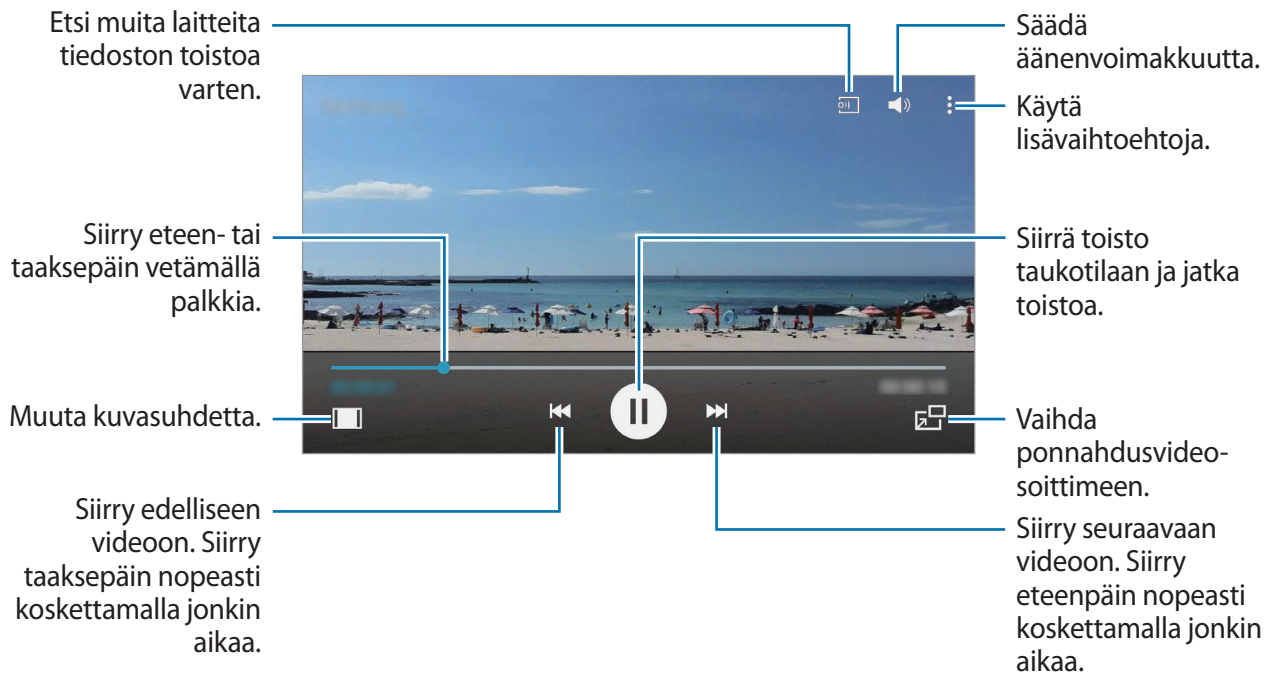 Etsi muita laitteita
tiedoston toistoa
varten.
Säädä
äänenvoimakkuutta.
Käytä
lisävaihtoehtoja.
Siirry eteen- tai
taaksepäin vetämällä
palkkia.
Siirrä toisto
taukotilaan ja jatka
toistoa.
Muuta kuvasuhdetta.
Vaihda
ponnahdusvideo-
soittimeen.
Siirry edelliseen
videoon. Siirry
taaksepäin nopeasti
koskettamalla jonkin
aikaa.
Siirry seuraavaan
videoon. Siirry
eteenpäin nopeasti
koskettamalla jonkin
aikaa.